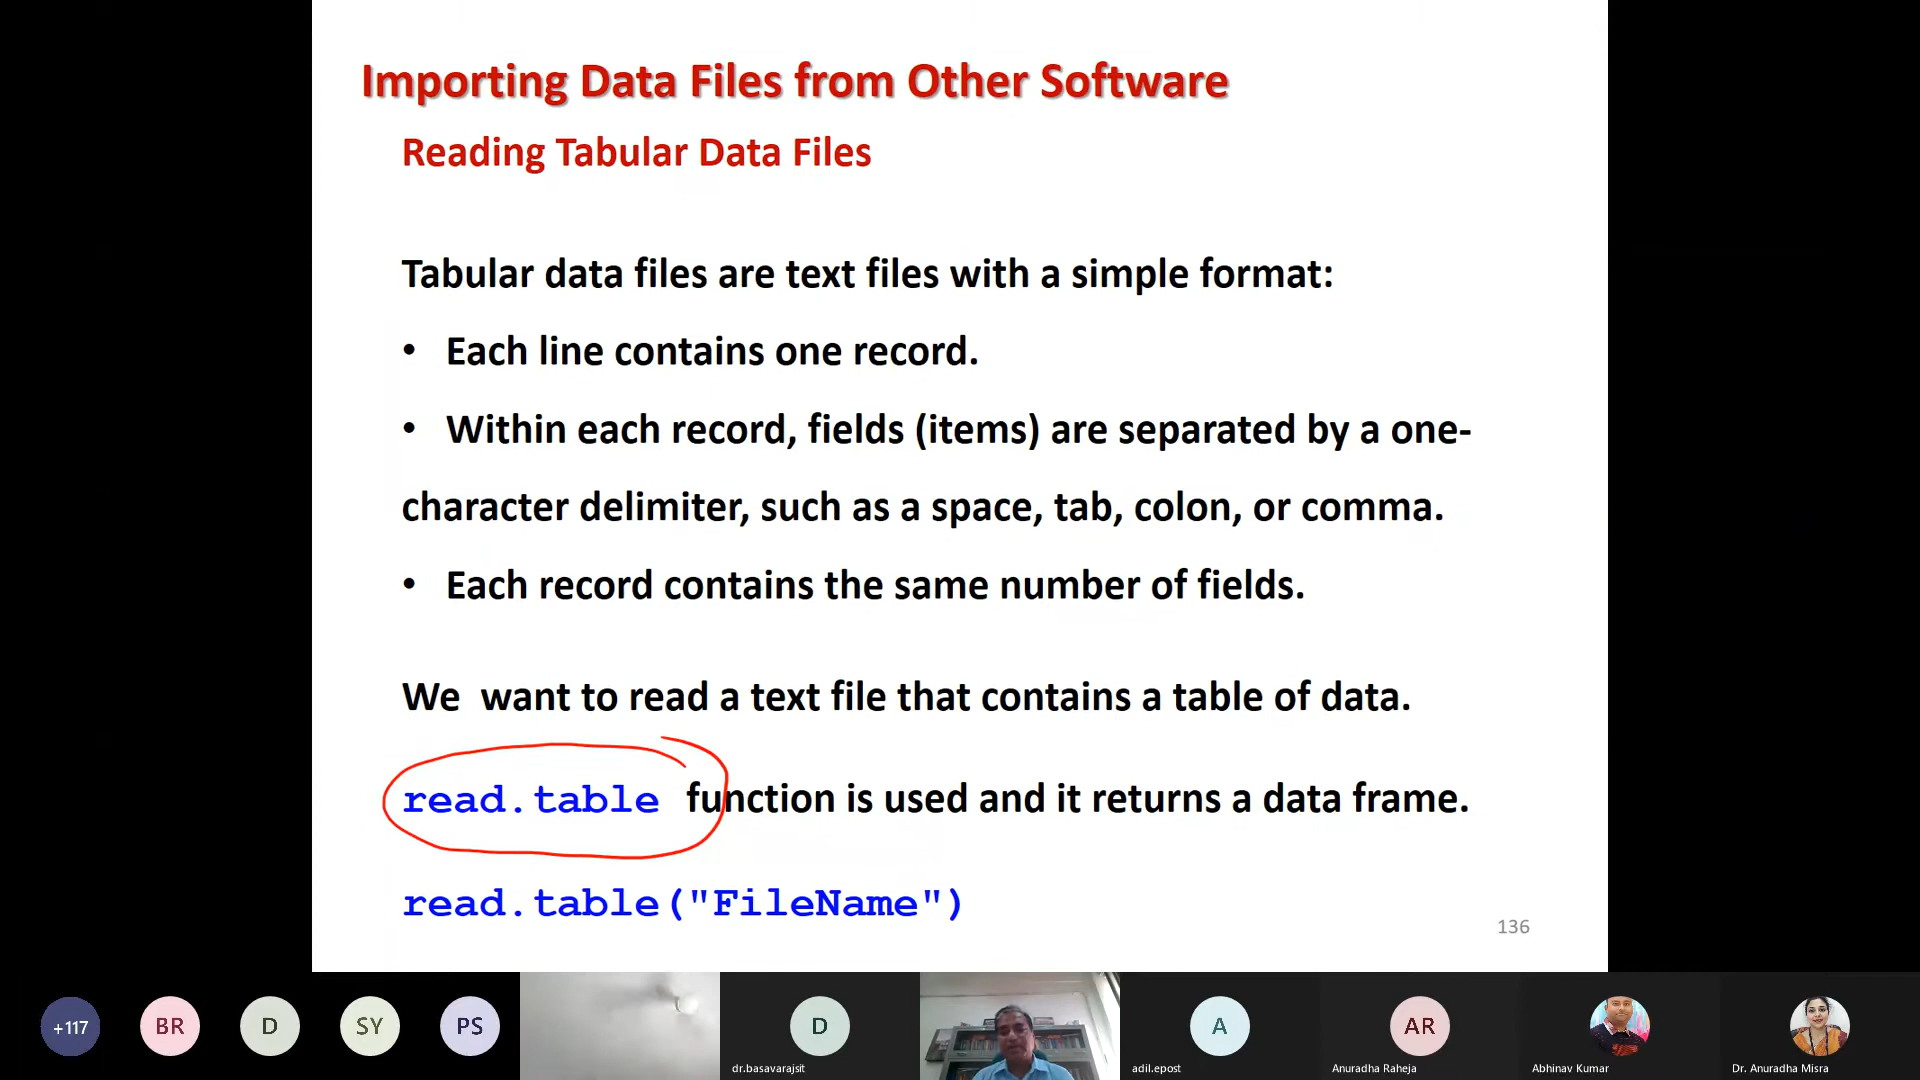 Importing Data Files from Other Software
Reading Tabular Data Files
Tabular data files are text files with a simple format:
• Each line contains one record.
• Within each record, fields (items) are separated by a one-
character delimiter, such as a space, tab, colon, or comma.
• Each record contains the same number of fields.
We want to read a text file that contains a table of data.
read.table function is used and it returns a data frame.
read.table("FileName")
136
+117
BR
D
SY
PS
D
dr.basavarajsit
A
adil.epost
AR
Anuradha Raheja
Abhinav Kumar
Dr. Anuradha Misra